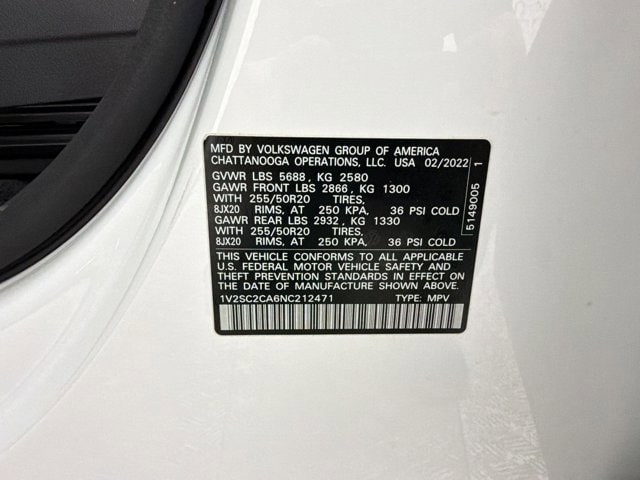 MFD BY VOLKSWAGEN GROUP OF AMERICA
CHATTANOOGA OPERATIONS, LLC. USA 02/2022
GVWR LBS 5688, KG 2580
GAWR FRONT LBS 2866, KG 1300
WITH 255/50R20 TIRES,
8JX20 RIMS, AT 250 KPA, 36 PSI COLD
GAWR REAR LBS 2932, KG 1330
WITH 255/50R20 TIRES,
8JX20 RIMS, AT 250 KPA, 36 PSI COLD
THIS VEHICLE CONFORMS TO ALL APPLICABLE
U.S. FEDERAL MOTOR VEHICLE SAFETY AND
THEFT PREVENTION STANDARDS IN EFFECT ON
THE DATE OF MANUFACTURE SHOWN ABOVE.
1V2SC2CA6NC212471 TYPE: MPV
5149005 1